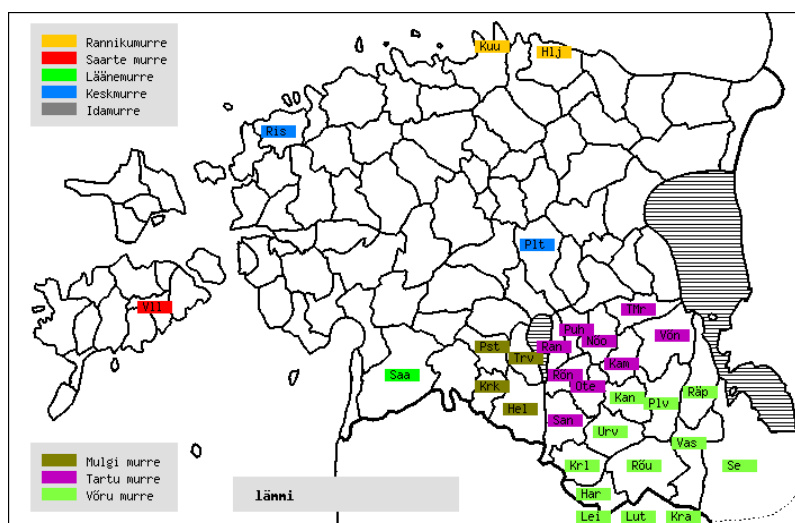 Rannikumurre
Saarte murre
Läänemurre
Keskmurre
Idamurre
Kuu
Hlj
Ris
Plt
Vll
TMr
Puh
Nõo
Võn
Pst
Ran
Trv
Kam
Saa
Rõn
Krk
Ote
Kan
Räp
Plv
Hel
San
Urv
Vas
Krl
Rõu
Se
Har
Lei
Lut
Kra
Mulgi murre
Tartu murre
Võru murre
lämmi